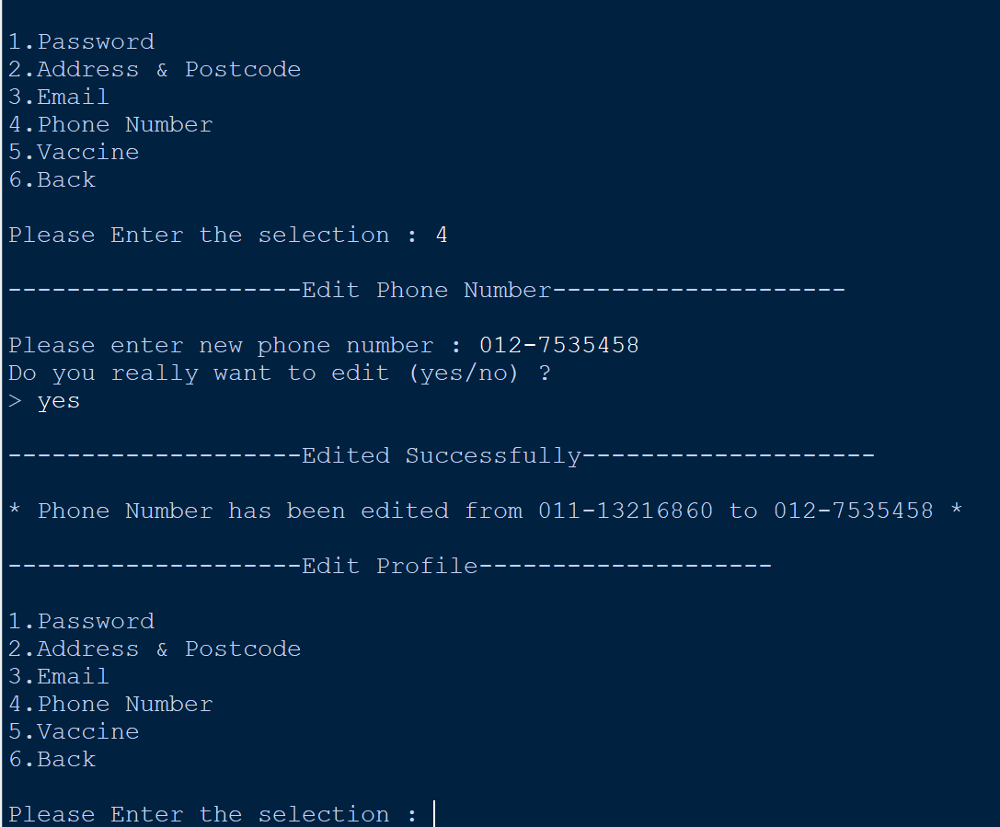 1.Password
2.Address & Postcode
3.Email
4.Phone Number
5.Vaccine
6.Back
Please Enter the selection : 4
--------------------Edit Phone Number--------------------
Please enter new phone number : 012-7535458
Do you really want to edit (yes/no) ?
> yes
--------------------Edited Successfully--------------------
* Phone Number has been edited from 011-13216860 to 012-7535458 *
--------------------Edit Profile--------------------
1.Password
2.Address & Postcode
3.Email
4.Phone Number
5.Vaccine
6.Back
Please Enter the selection :